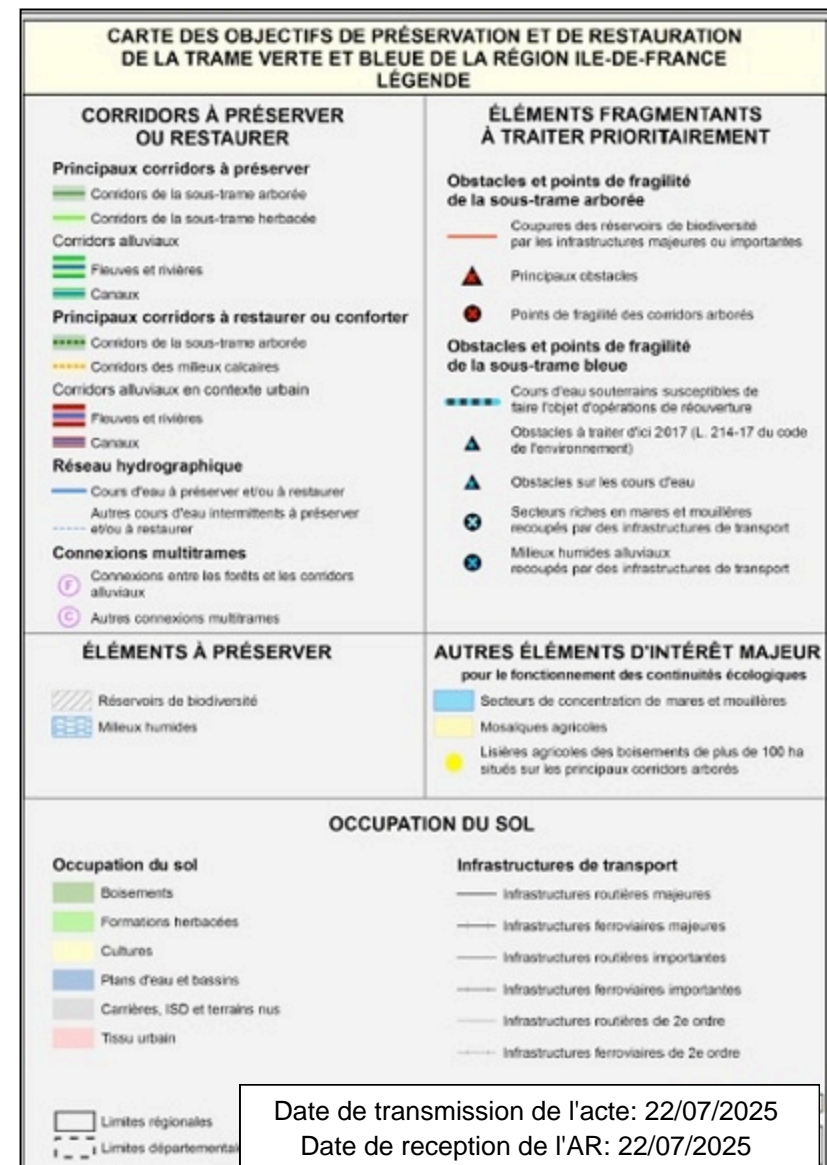 CARTE DES OBJECTIFS DE PRÉSERVATION ET DE RESTAURATION
DE LA TRAME VERTE ET BLEUE DE LA RÉGION ILE-DE-FRANCE
LÉGENDE
CORRIDORS À PRÉSERVER
OU RESTAURER
Principaux corridors à préserver
Corridors de la sous-trame arborée
Corridors de la sous-trame herbacée
Corridors alluviaux
Fleuves et rivières
Canaux
Principaux corridors à restaurer ou conforter
Corridors de la sous-trame arborée
Corridors des milieux calcaires
Corridors alluviaux en contexte urbain
Fleuves et rivières
Canaux
Réseau hydrographique
Cours d'eau à préserver et/ou à restaurer
Autres cours d'eau intermittents à préserver
et/ou à restaurer
Connexions multitrames
F
Connexions entre les forêts et les corridors
alluviaux
C
Autres connexions multitrames
ÉLÉMENTS FRAGMENTANTS
À TRAITER PRIORITAIREMENT
Obstacles et points de fragilité
de la sous-trame arborée
Coupures des réservoirs de biodiversité
par les infrastructures majeures ou importantes
Principaux obstacles
Points de fragilité des corridors arborés
Obstacles et points de fragilité
de la sous-trame bleue
Cours d'eau souterrains susceptibles de
faire l'objet d'opérations de réouverture
Obstacles à traiter d'ici 2017 (L. 214-17 du code
de l'environnement)
Obstacles sur les cours d'eau
Secteurs riches en mares et mouillères
recoupés par des infrastructures de transport
Milieux humides alluviaux
recoupés par des infrastructures de transport
ÉLÉMENTS À PRÉSERVER
Réservoirs de biodiversité
Milieux humides
AUTRES ÉLÉMENTS D'INTÉRÊT MAJEUR
pour le fonctionnement des continuités écologiques
Secteurs de concentration de mares et mouillères
Mosaïques agricoles
Lisières agricoles des boisements de plus de 100 ha
situés sur les principaux corridors arborés
OCCUPATION DU SOL
Occupation du sol
Boisements
Formations herbacées
Cultures
Plans d'eau et bassins
Carrières, ISD et terrains nus
Tissu urbain
Infrastructures de transport
Infrastructures routières majeures
Infrastructures ferroviaires majeures
Infrastructures routières importantes
Infrastructures ferroviaires importantes
Infrastructures routières de 2e ordre
Infrastructures ferroviaires de 2e ordre
Limites régionales
Limites départementa
Date de transmission de l'acte: 22/07/2025
Date de reception de l'AR: 22/07/2025